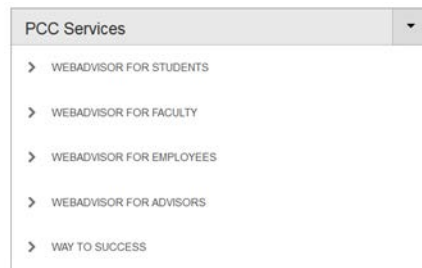 PCC Services
WEBADVISOR FOR STUDENTS
WEBADVISOR FOR FACULTY
WEBADVISOR FOR EMPLOYEES
WEBADVISOR FOR ADVISORS
WAY TO SUCCESS